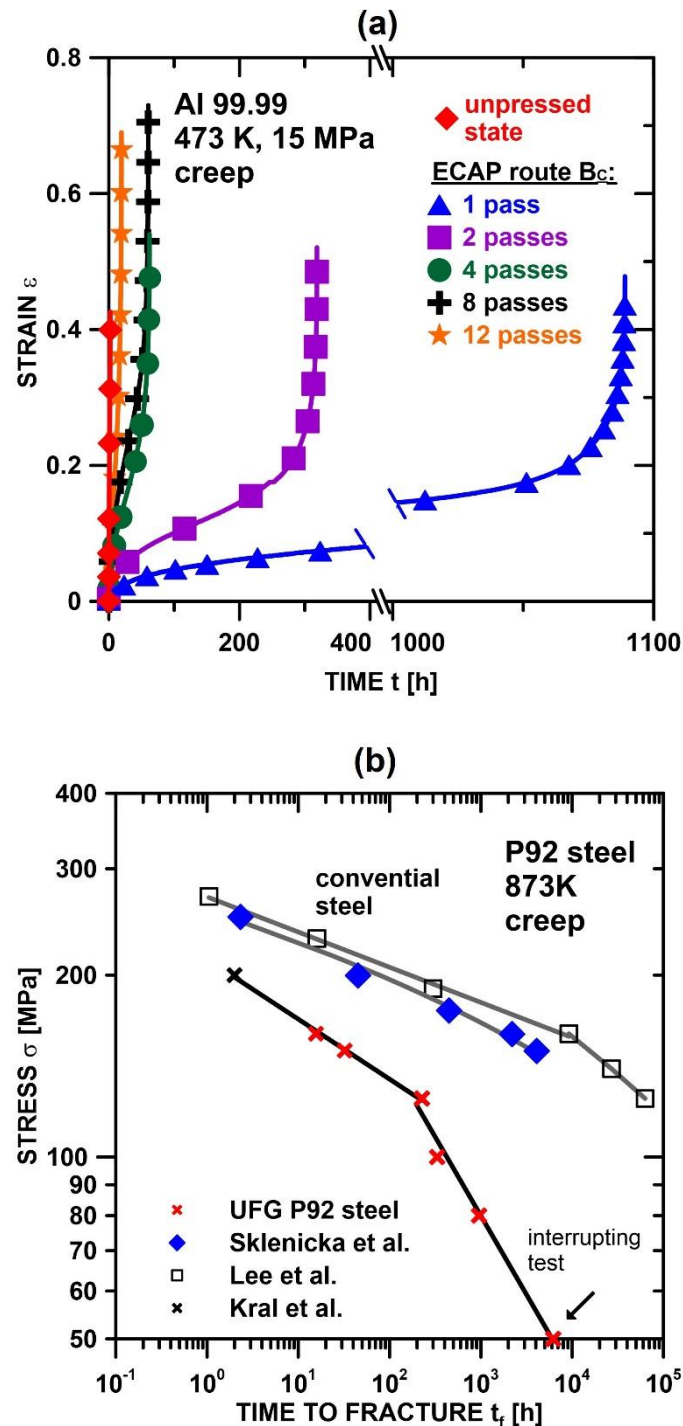 (a)
0.8
0.6
0.4
0.2
0
STRAIN ε
Al 99.99
473 K, 15 MPa
creep
unpressed
state
ECAP route Bc:
1 pass
2 passes
4 passes
8 passes
12 passes
0 200 400 1000 1100
TIME t [h]
(b)
400
300
200
100
90
80
70
60
50
STRESS σ [MPa]
convential
steel
P92 steel
873K
creep
UFG P92 steel
Sklenicka et al.
Lee et al.
Kral et al.
interrupting
test
10-1 100 101 102 103 104 105
TIME TO FRACTURE tf [h]